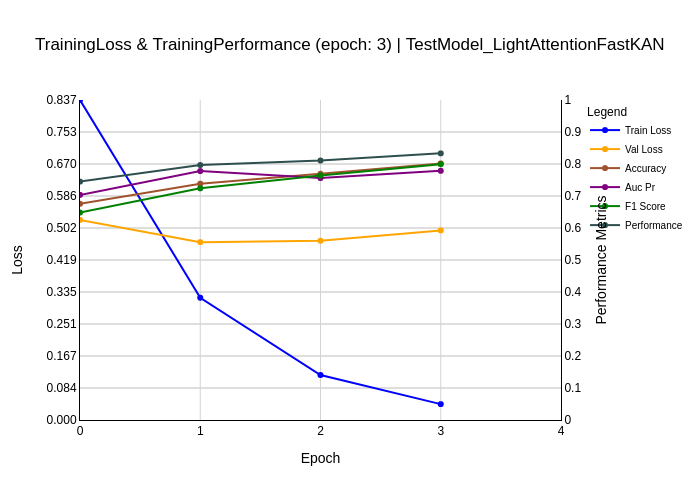 TrainingLoss & TrainingPerformance (epoch: 3) | TestModel_LightAttentionFastKAN
0.837
0.753
0.670
0.586
0.502
0.419
0.335
0.251
0.167
0.084
0.000
Loss
0
1
2
3
4
Epoch
1
0.9
0.8
0.7
0.6
0.5
0.4
0.3
0.2
0.1
0
Performance Metrics
Legend
Train Loss
Val Loss
Accuracy
Auc Pr
F1 Score
Performance